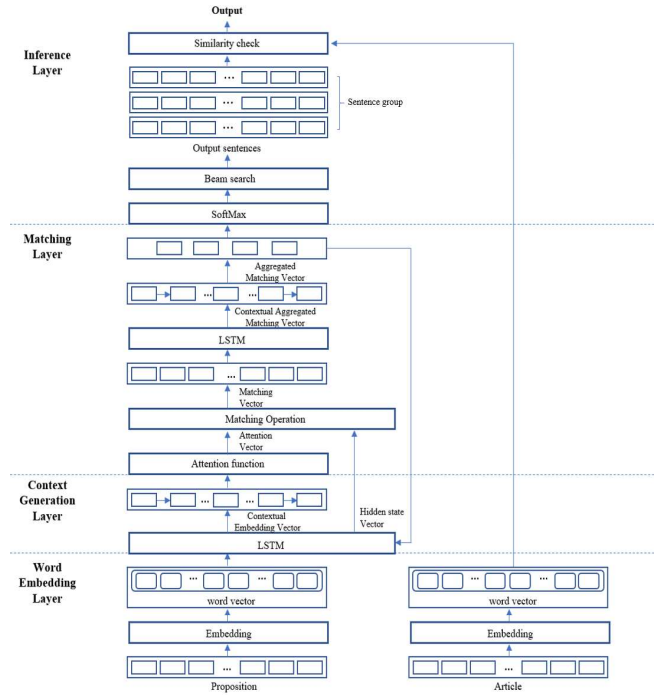 Output
Inference
Layer
Similarity check
...
...
Sentence group
...
Output sentences
Beam search
SoftMax
Matching
Layer
Aggregated
Matching Vector
... ...
Contextual Aggregated
Matching Vector
LSTM
...
Matching
Vector
Matching Operation
Attention
Vector
Attention function
Context
Generation
Layer
... ...
Contextual
Embedding Vector
Hidden state
Vector
LSTM
Word
Embedding
Layer
... ...
... ...
word vector
word vector
Embedding
Embedding
...
...
Proposition
Article